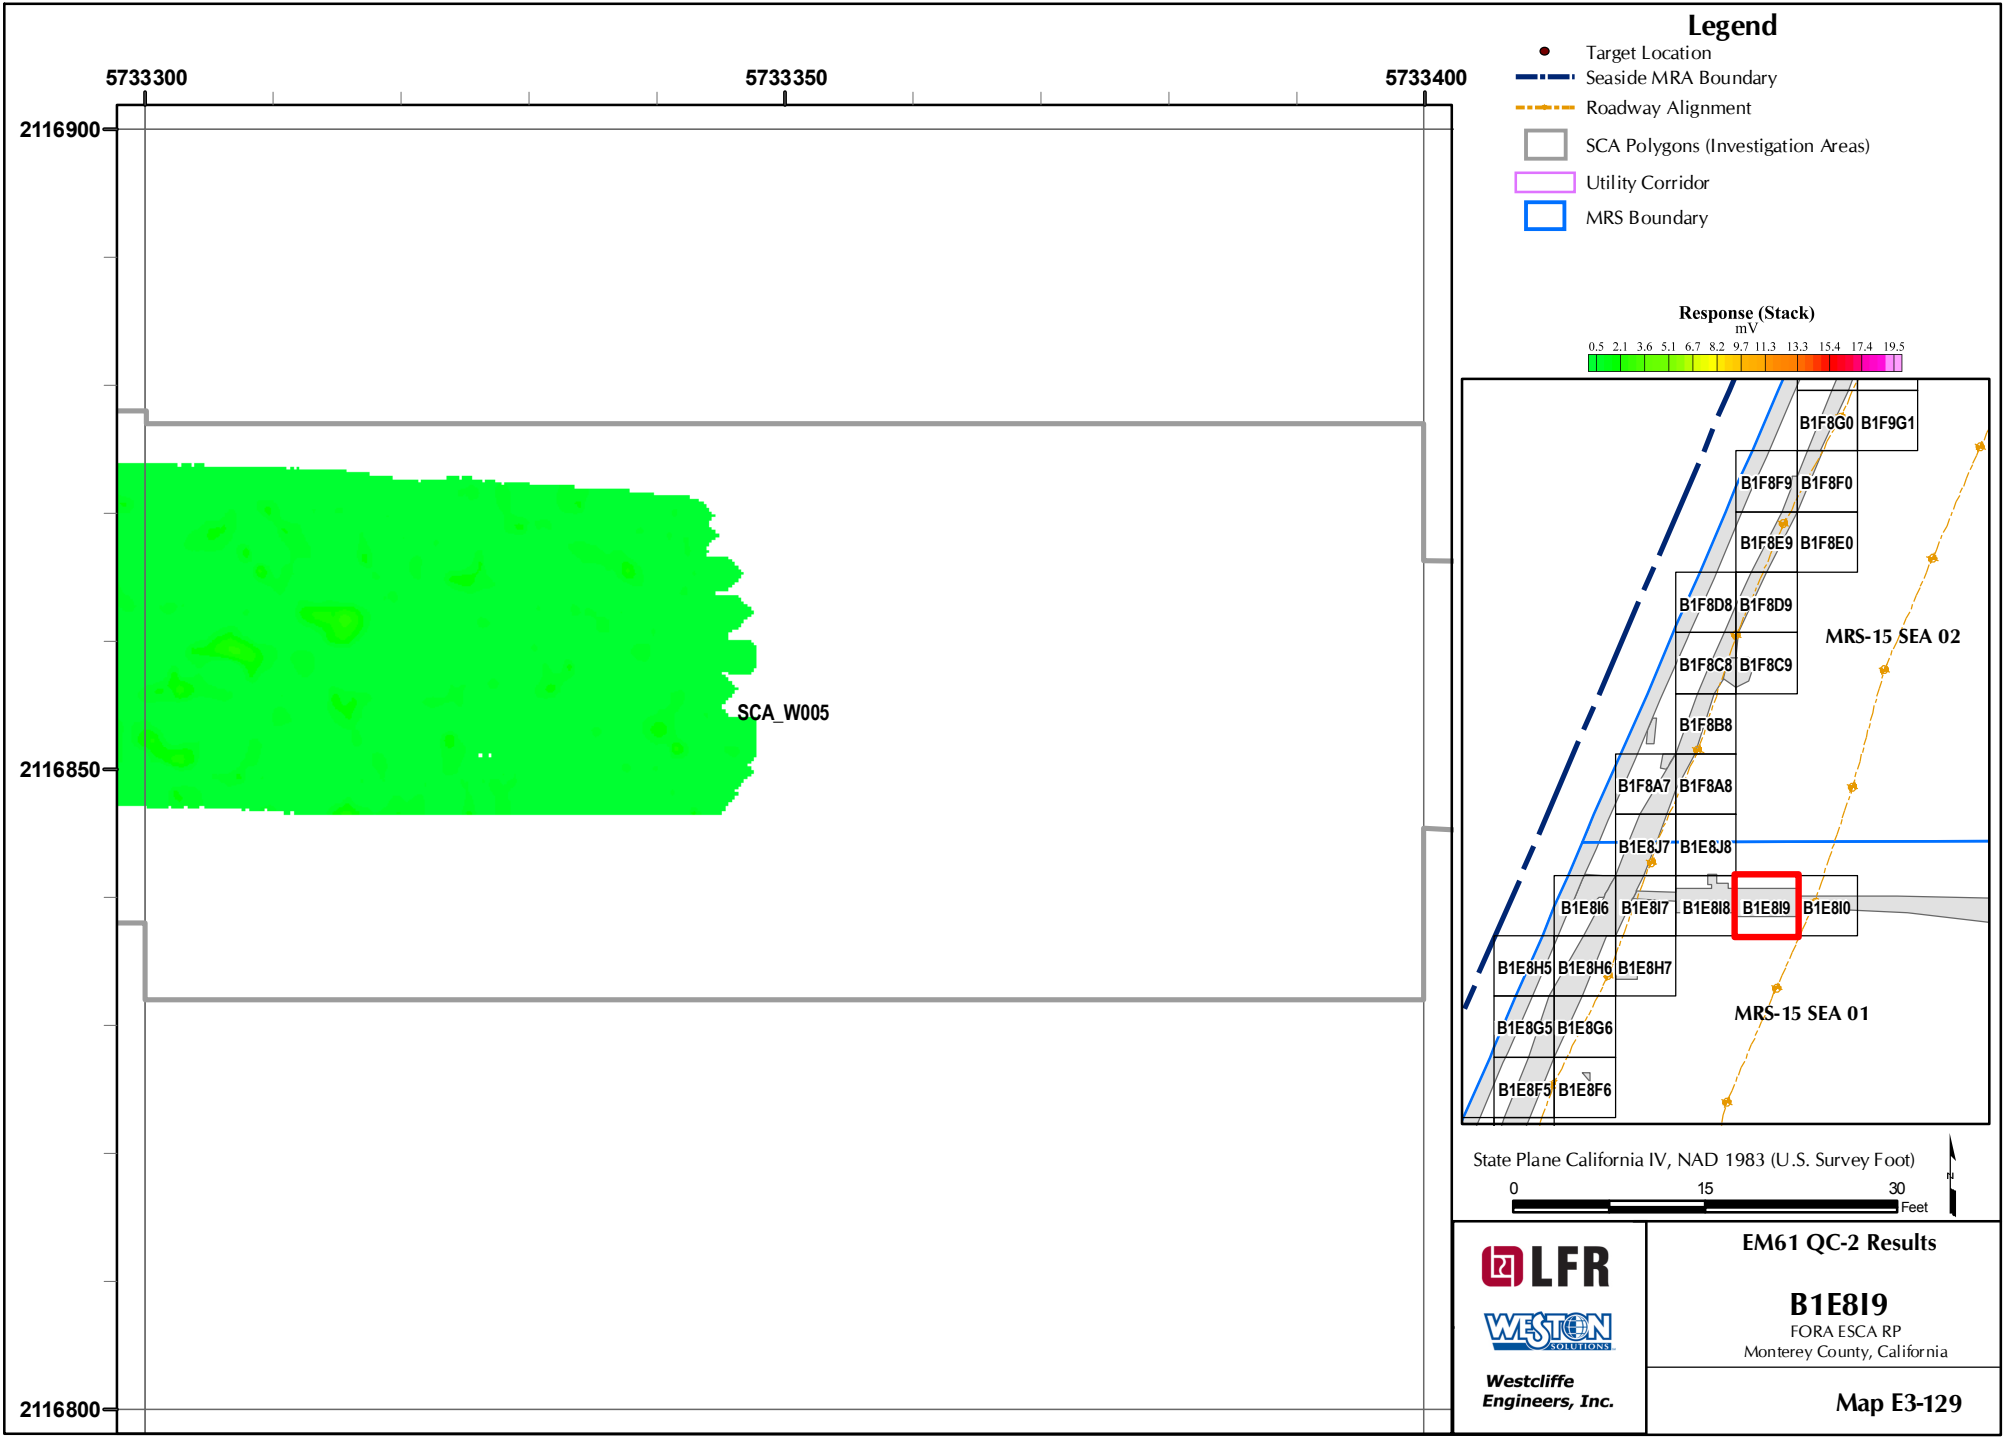 5733300
5733350
5733400
2116900
2116850
2116800
SCA_W005
Legend
Target Location
Seaside MRA Boundary
Roadway Alignment
SCA Polygons (Investigation Areas)
Utility Corridor
MRS Boundary
Response (Stack)
mV
0.5 2.1 3.6 5.1 6.7 8.2 9.7 11.3 13.3 15.4 17.4 19.5
B1F8G0 B1F9G1
B1F8F9 B1F8F0
B1F8E9 B1F8E0
B1F8D8 B1F8D9
MRS-15 SEA 02
B1F8C8 B1F8C9
B1F8B8
B1F8A7 B1F8A8
B1E8J7 B1E8J8
B1E8I6 B1E8I7 B1E8I8 B1E8I9 B1E8I0
B1E8H5 B1E8H6 B1E8H7
MRS-15 SEA 01
B1E8G5 B1E8G6
B1E8F5 B1E8F6
State Plane California IV, NAD 1983 (U.S. Survey Foot)
0 15 30
Feet
N
LFR
WESTON
SOLUTIONS
Westcliffe
Engineers, Inc.
EM61 QC-2 Results
B1E8I9
FORA ESCA RP
Monterey County, California
Map E3-129